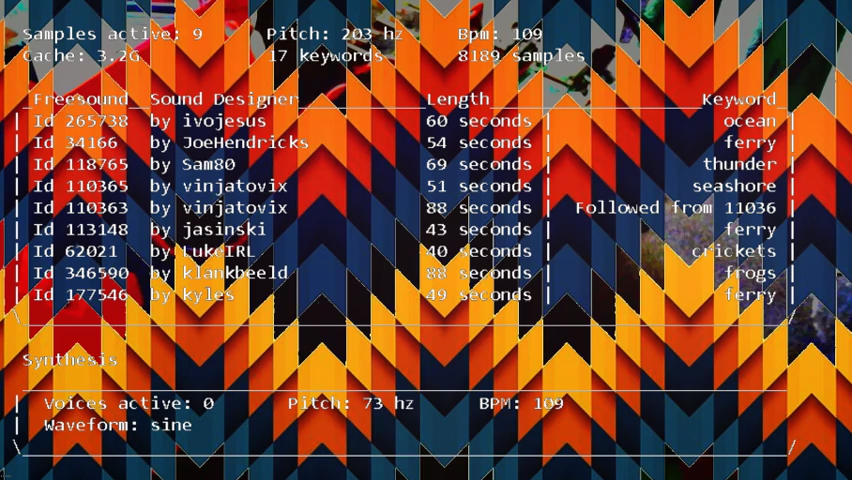 Samples active: 9 Pitch: 203 hz Bpm: 109
Cache: 3.2G 17 keywords 8189 samples
Freesound Sound Designer Length Keyword
Id 265738 by ivojesus 60 seconds | ocean
Id 34166 by JoeHendricks 54 seconds | ferry
Id 118765 by Sam80 69 seconds | thunder
Id 110365 by vinjatovix 51 seconds | seashore
Id 110363 by vinjatovix 88 seconds | Followed from 11036
Id 113148 by jasinski 43 seconds | ferry
Id 62021 by LukeIRL 40 seconds | crickets
Id 346590 by klankbeeld 88 seconds | frogs
Id 177546 by kyles 49 seconds | ferry
Synthesis
Voices active: 0 Pitch: 73 hz BPM: 109
Waveform: sine